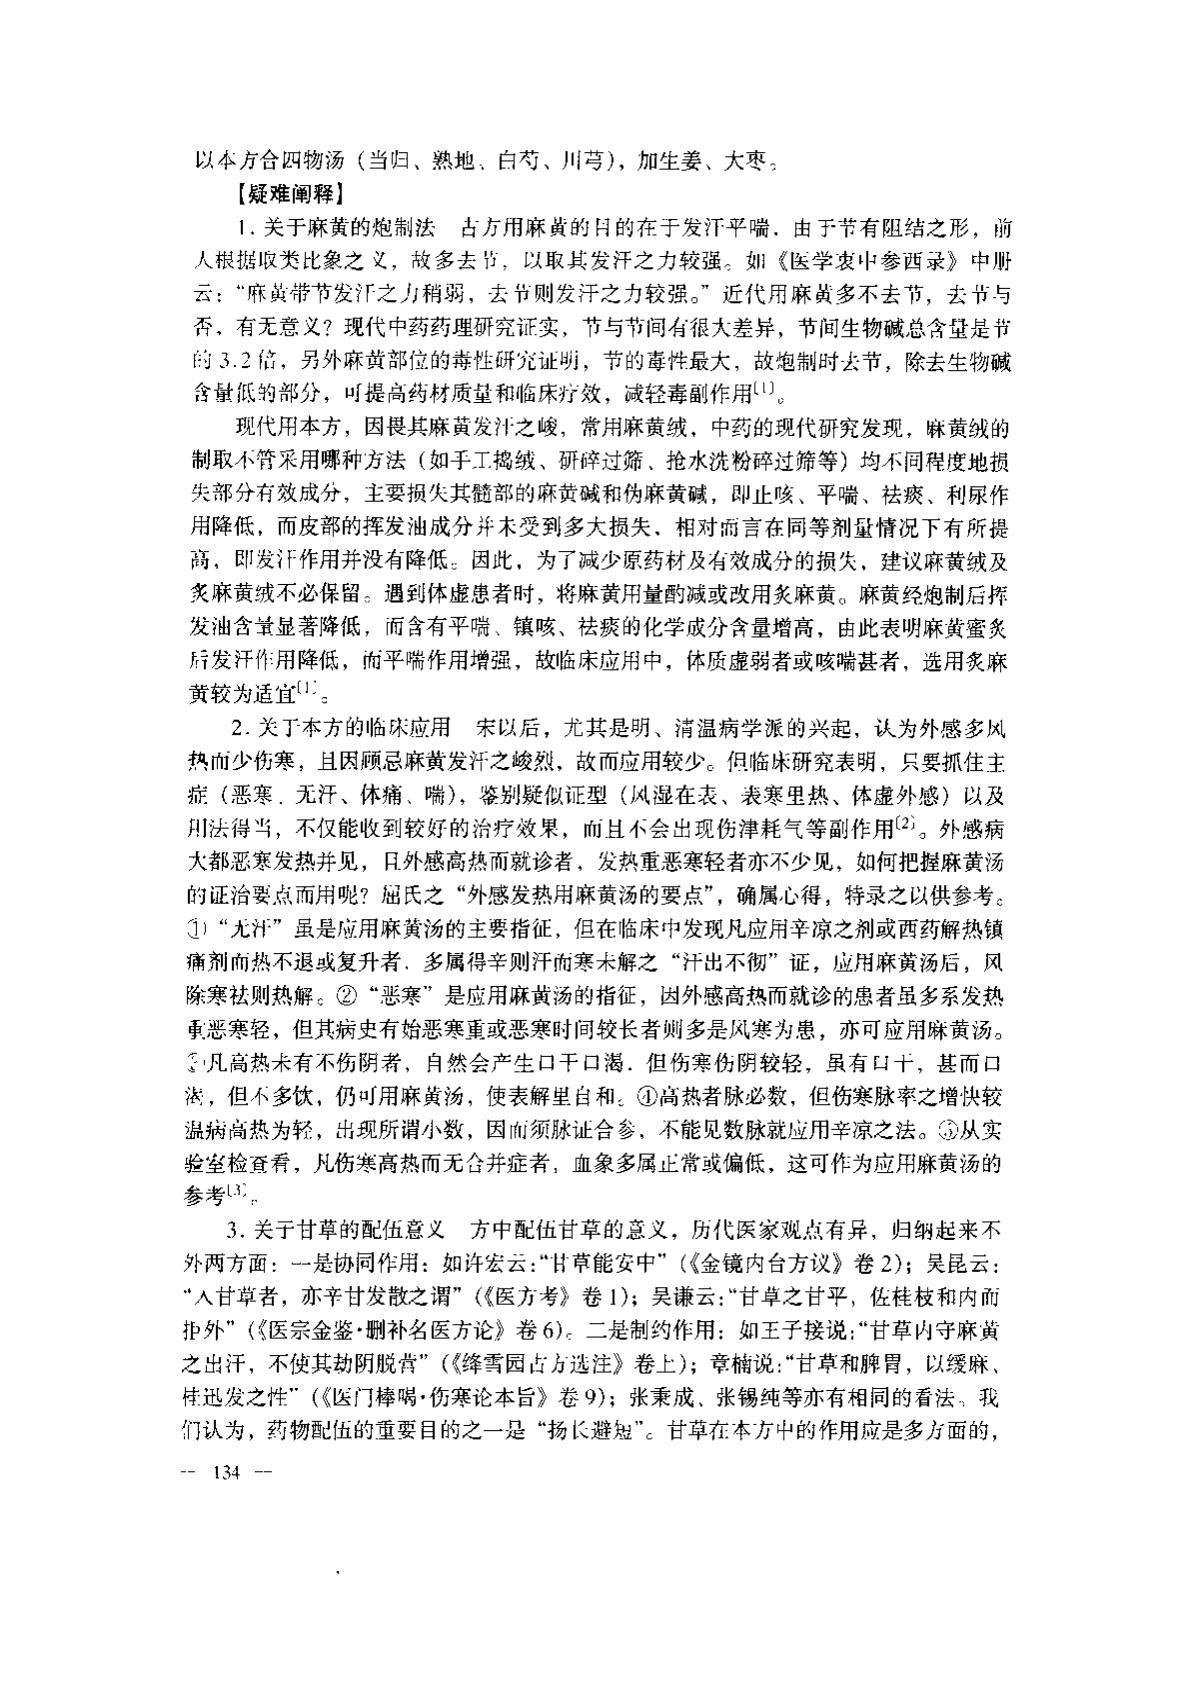 以本方合四物汤（当归、熟地、白芍、川芎），加生姜、大枣。
【疑难阐释】
1. 关于麻黄的炮制法　古方用麻黄的目的在于发汗平喘，由于节有阻结之形，前
人根据取类比象之义，故多去节，以取其发汗之力较强。如《医学衷中参西录》中册
云：“麻黄带节发汗之力稍弱，去节则发汗之力较强。”近代用麻黄多不去节，去节与
否，有无意义？现代中药药理研究证实，节与节间有很大差异，节间生物碱总含量是节
的 3.2 倍，另外麻黄部位的毒性研究证明，节的毒性最大，故炮制时去节，除去生物碱
含量低的部分，可提高药材质量和临床疗效，减轻毒副作用〔1〕。
现代用本方，因畏其麻黄发汗之峻，常用麻黄绒，中药的现代研究发现，麻黄绒的
制取不管采用哪种方法（如手工捣绒、研碎过筛、抢水洗粉碎过筛等）均不同程度地损
失部分有效成分，主要损失其髓部的麻黄碱和伪麻黄碱，即止咳、平喘、祛痰、利尿作
用降低，而皮部的挥发油成分并未受到多大损失，相对而言在同等剂量情况下有所提
高，即发汗作用并没有降低。因此，为了减少原药材及有效成分的损失，建议麻黄绒及
炙麻黄绒不必保留。遇到体虚患者时，将麻黄用量酌减或改用炙麻黄。麻黄经炮制后挥
发油含量显著降低，而含有平喘、镇咳、祛痰的化学成分含量增高，由此表明麻黄蜜炙
后发汗作用降低，而平喘作用增强，故临床应用中，体质虚弱者或咳喘甚者，选用炙麻
黄较为适宜〔1〕。
2. 关于本方的临床应用　宋以后，尤其是明、清温病学派的兴起，认为外感多风
热而少伤寒，且因顾忌麻黄发汗之峻烈，故而应用较少。但临床研究表明，只要抓住主
症（恶寒、无汗、体痛、喘），鉴别疑似证型（风湿在表、表寒里热、体虚外感）以及
用法得当，不仅能收到较好的治疗效果，而且不会出现伤津耗气等副作用〔2〕。外感病
大都恶寒发热并见，且外感高热而就诊者，发热重恶寒轻者亦不少见，如何把握麻黄汤
的证治要点而用呢？屈氏之“外感发热用麻黄汤的要点”，确属心得，特录之以供参考。
①“无汗”虽是应用麻黄汤的主要指征，但在临床中发现凡应用辛凉之剂或西药解热镇
痛剂而热不退或复升者，多属得辛则汗而寒未解之“汗出不彻”证，应用麻黄汤后，风
除寒祛则热解。②“恶寒”是应用麻黄汤的指征，因外感高热而就诊的患者虽多系发热
重恶寒轻，但其病史有始恶寒重或恶寒时间较长者则多是风寒为患，亦可应用麻黄汤。
③凡高热未有不伤阴者，自然会产生口干口渴，但伤寒伤阴较轻，虽有口干，甚而口
渴，但不多饮，仍可用麻黄汤，使表解里自和。④高热者脉必数，但伤寒脉率之增快较
温病高热为轻，出现所谓小数，因而须脉证合参，不能见数脉就应用辛凉之法。⑤从实
验室检查看，凡伤寒高热而无合并症者，血象多属正常或偏低，这可作为应用麻黄汤的
参考〔3〕。
3. 关于甘草的配伍意义　方中配伍甘草的意义，历代医家观点有异，归纳起来不
外两方面：一是协同作用：如许宏云：“甘草能安中”（《金镜内台方议》卷 2）；吴昆云：
“入甘草者，亦辛甘发散之谓”（《医方考》卷 1）；吴谦云：“甘草之甘平，佐桂枝和内而
拒外”（《医宗金鉴·删补名医方论》卷 6）。二是制约作用：如王子接说：“甘草内守麻黄
之出汗，不使其劫阴脱营”（《绛雪园古方选注》卷上）；章楠说：“甘草和脾胃，以缓麻、
桂迅发之性”（《医门棒喝·伤寒论本旨》卷 9）；张秉成、张锡纯等亦有相同的看法。我
们认为，药物配伍的重要目的之一是“扬长避短”。甘草在本方中的作用应是多方面的，
-- 134 --